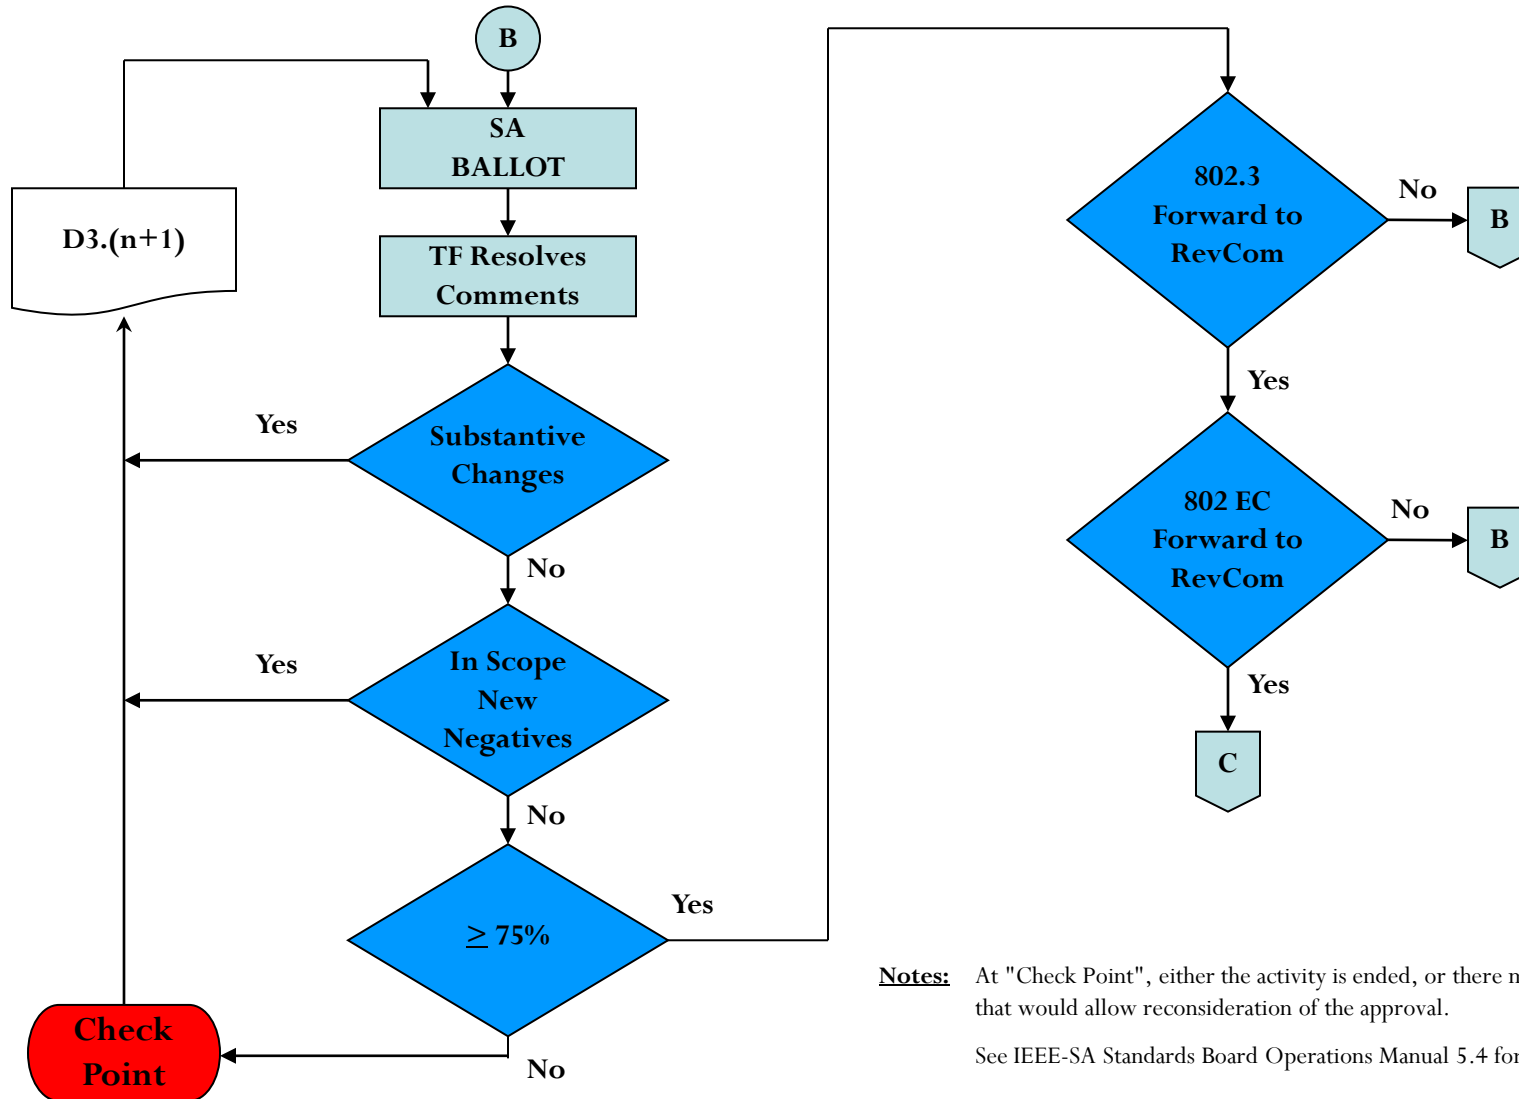 B
SA
BALLOT
D3.(n+1)
TF Resolves
Comments
Yes
Substantive
Changes
No
Yes
In Scope
New
Negatives
No
≥ 75%
Yes
No
Check
Point
802.3
Forward to
RevCom
No
B
Yes
802 EC
Forward to
RevCom
No
B
Yes
C
Notes: At "Check Point", either the activity is ended, or there
that would allow reconsideration of the approval.
See IEEE-SA Standards Board Operations Manual 5.4 for